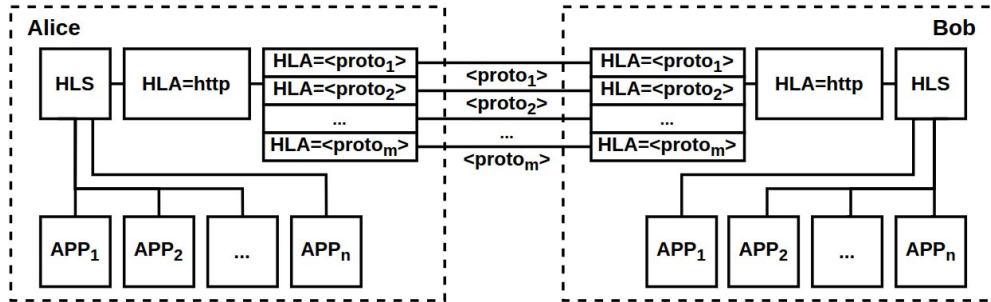 Alice
Bob
HLS
HLA=http
HLA=<proto₁>
HLA=<proto₂>
...
HLA=<protoₘ>
<proto₁>
<proto₂>
...
<protoₘ>
HLA=<proto₁>
HLA=<proto₂>
...
HLA=<protoₘ>
HLA=http
HLS
APP₁
APP₂
...
APPₙ
APP₁
APP₂
...
APPₙ